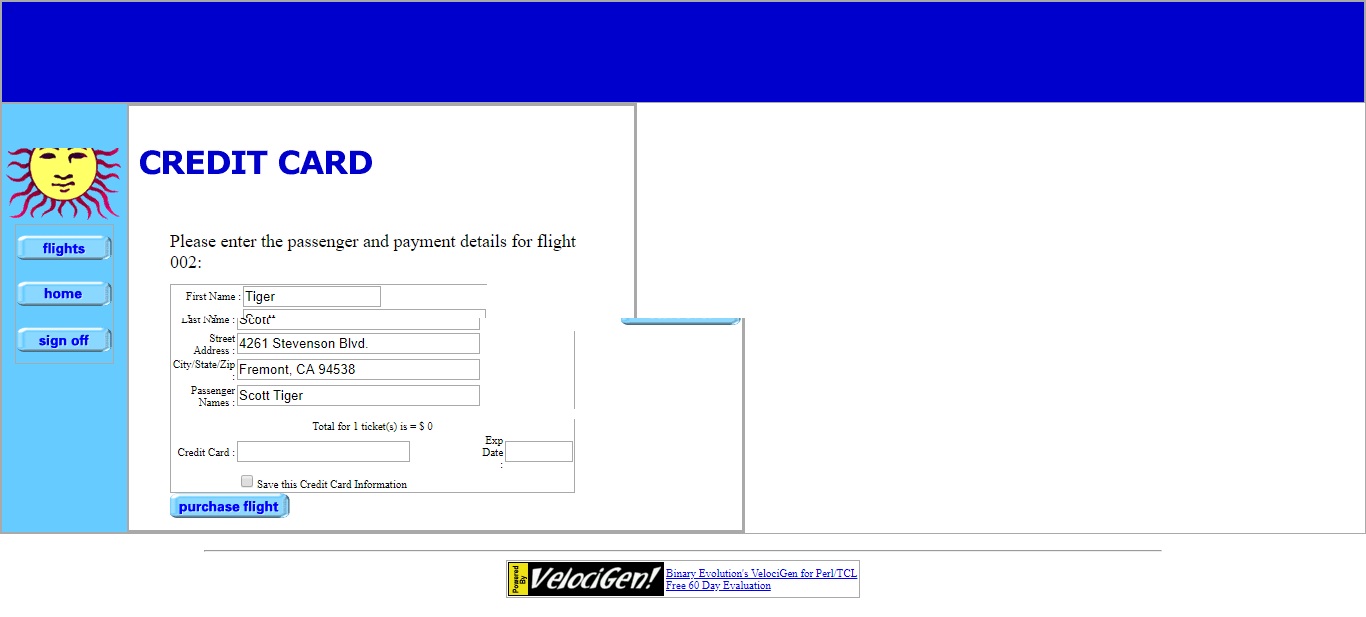 CREDIT CARD
flights
home
sign off
Please enter the passenger and payment details for flight
002:
First Name : Tiger
Last Name : Scott
Street
Address : 4261 Stevenson Blvd.
City/State/Zip
: Fremont, CA 94538
Passenger
Names : Scott Tiger
Total for 1 ticket(s) is = $ 0
Credit Card : Exp
Date
:
Save this Credit Card Information
purchase flight
Powered
By
VelociGen!
Binary Evolution's VelociGen for Perl/TCL
Free 60 Day Evaluation